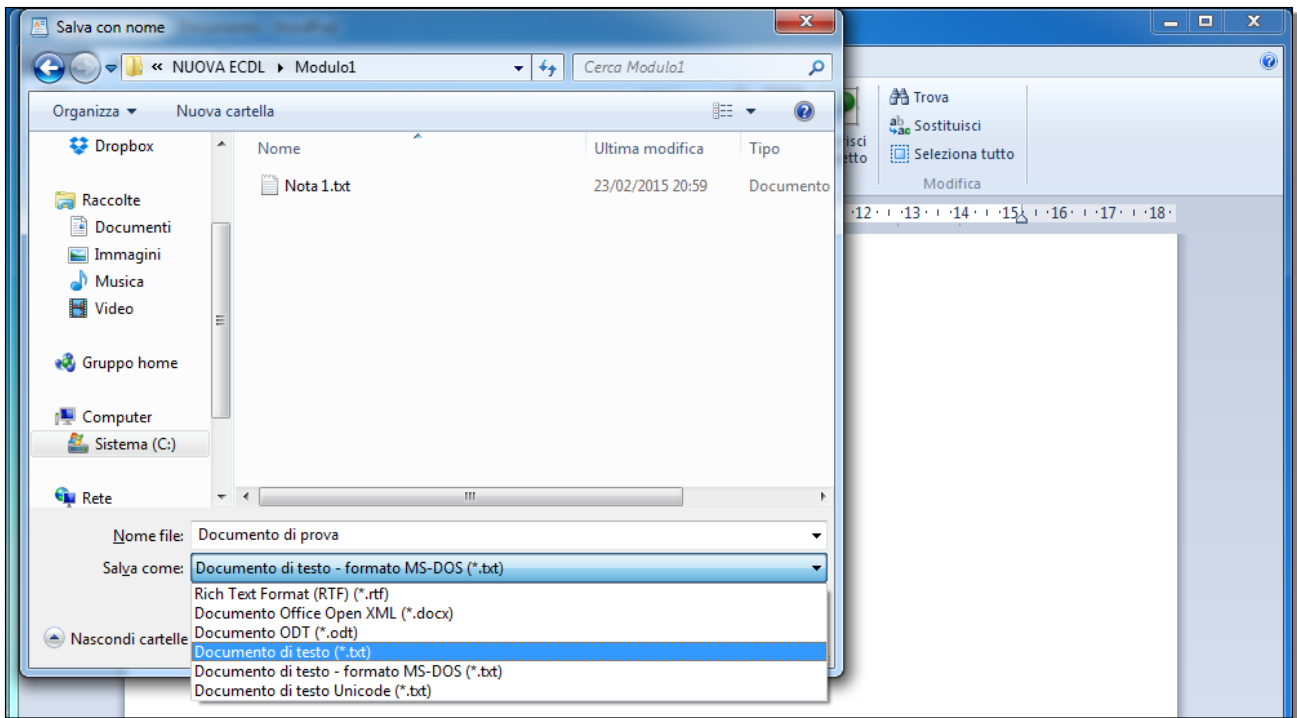 Salva con nome
« NUOVA ECDL Modulo1
Cerca Modulo1
Organizza Nuova cartella
Dropbox
Raccolte
Documenti
Immagini
Musica
Video
Gruppo home
Computer
Sistema (C:)
Rete
Nome Ultima modifica Tipo
Nota 1.txt 23/02/2015 20:59 Documento
Nome file: Documento di prova
Salva come: Documento di testo - formato MS-DOS (*.txt)
Rich Text Format (RTF) (*.rtf)
Documento Office Open XML (*.docx)
Documento ODT (*.odt)
Documento di testo (*.txt)
Documento di testo - formato MS-DOS (*.txt)
Documento di testo Unicode (*.txt)
Nascondi cartelle
Trova
Sostituisci
Seleziona tutto
Modifica
12 13 14 15 16 17 18